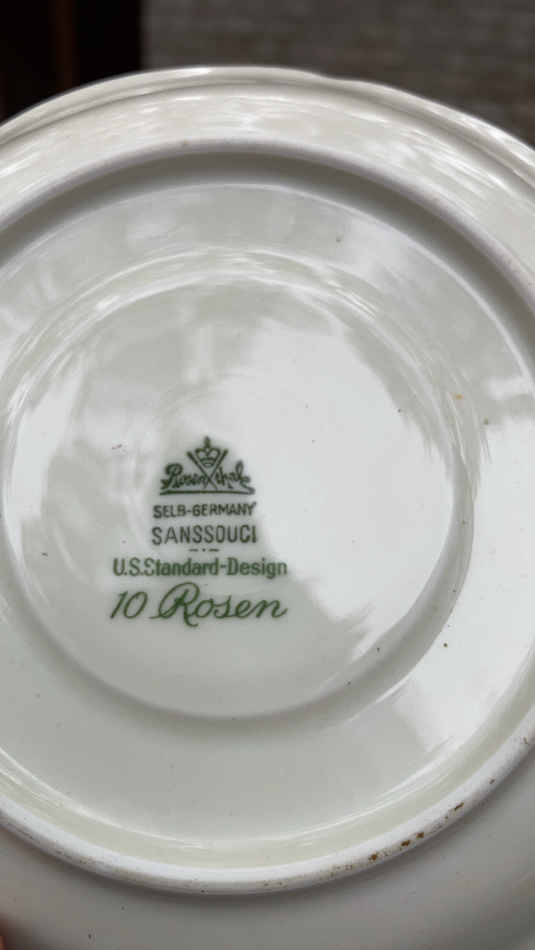 Rosenthal
SELB-GERMANY
SANSSOUCI
U.S.Standard-Design
10 Rosen